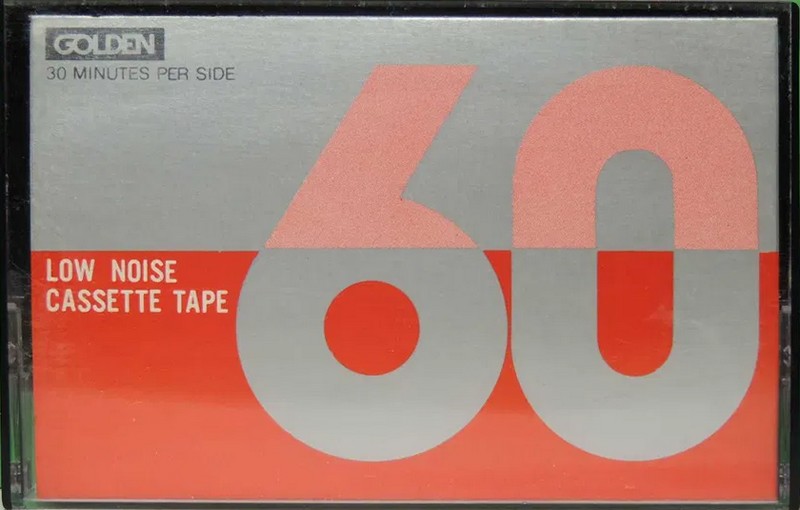 GOLDEN
30 MINUTES PER SIDE
60
LOW NOISE
CASSETTE TAPE